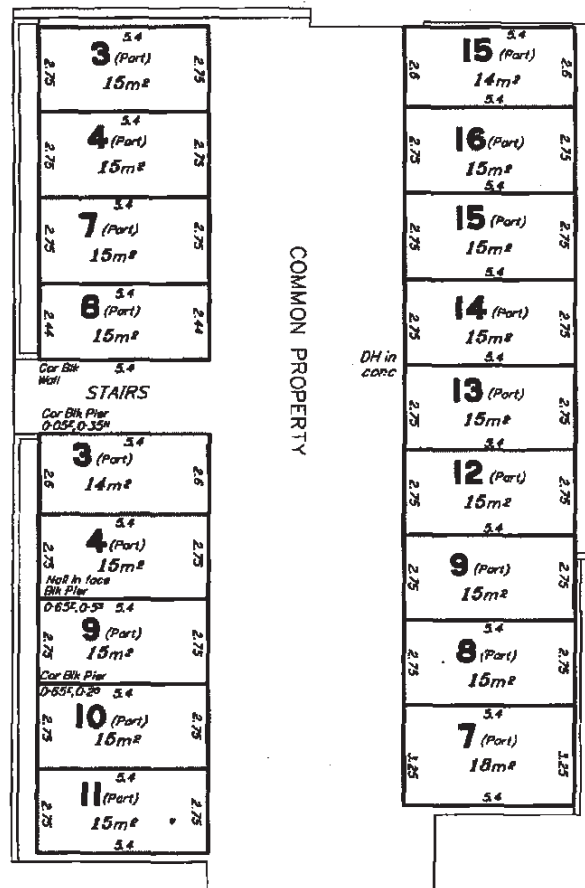 5.4
3 (Part)
2.75 2.75
15m²
5.4
4 (Part)
2.75 2.75
15m²
5.4
7 (Part)
2.75 2.75
15m²
5.4
6 (Part)
2.44 2.44
15m²
5.4
Cor Blk
Wall
STAIRS
Cor Blk Pier
5.4
3 (Part)
2.6 2.6
14m²
5.4
4 (Part)
2.75 2.75
15m²
Nail in face
Blk Pier
5.4
9 (Part)
2.75 2.75
15m²
Cor Blk Pier
5.4
10 (Part)
2.75 2.75
15m²
5.4
11 (Part)
2.75 2.75
15m²
5.4
COMMON PROPERTY
DH in
conc
5.4
15 (Part)
2.6 2.6
14m²
5.4
16 (Part)
2.75 2.75
15m²
5.4
15 (Part)
2.75 2.75
15m²
5.4
14 (Part)
2.75 2.75
15m²
5.4
13 (Part)
2.75 2.75
15m²
5.4
12 (Part)
2.75 2.75
15m²
5.4
9 (Part)
2.75 2.75
15m²
5.4
8 (Part)
2.75 2.75
15m²
5.4
7 (Part)
3.25 3.25
18m²
5.4